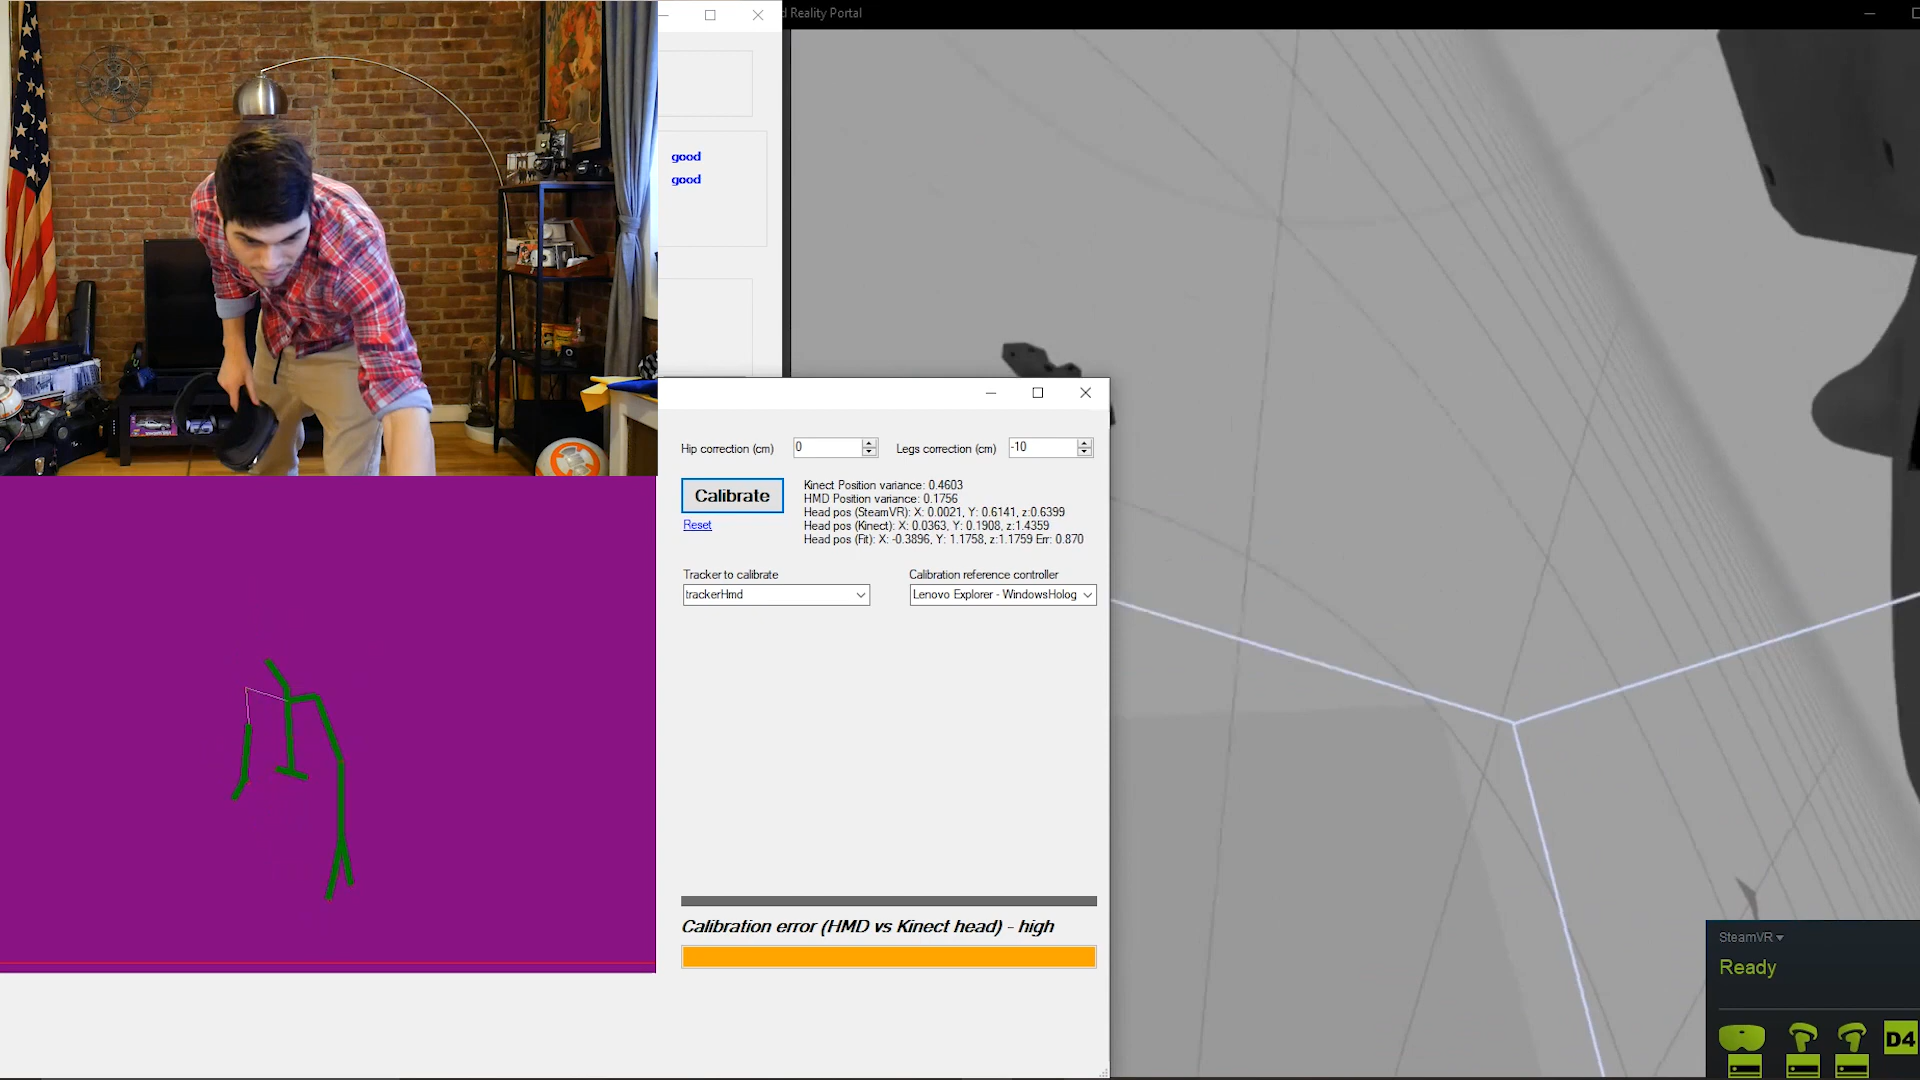 d Reality Portal
good
good
Hip correction (cm) 0 Legs correction (cm) -10
Calibrate
Reset
Kinect Position variance: 0.4603
HMD Position variance: 0.1756
Head pos (SteamVR): X: 0.0021, Y: 0.6141, z:0.6399
Head pos (Kinect): X: 0.0363, Y: 0.1908, z:1.4359
Head pos (Fit): X: -0.3896, Y: 1.1758, z:1.1759 Err: 0.870
Tracker to calibrate Calibration reference controller
trackerHmd Lenovo Explorer - WindowsHolog
Calibration error (HMD vs Kinect head) - high
SteamVR
Ready
D4